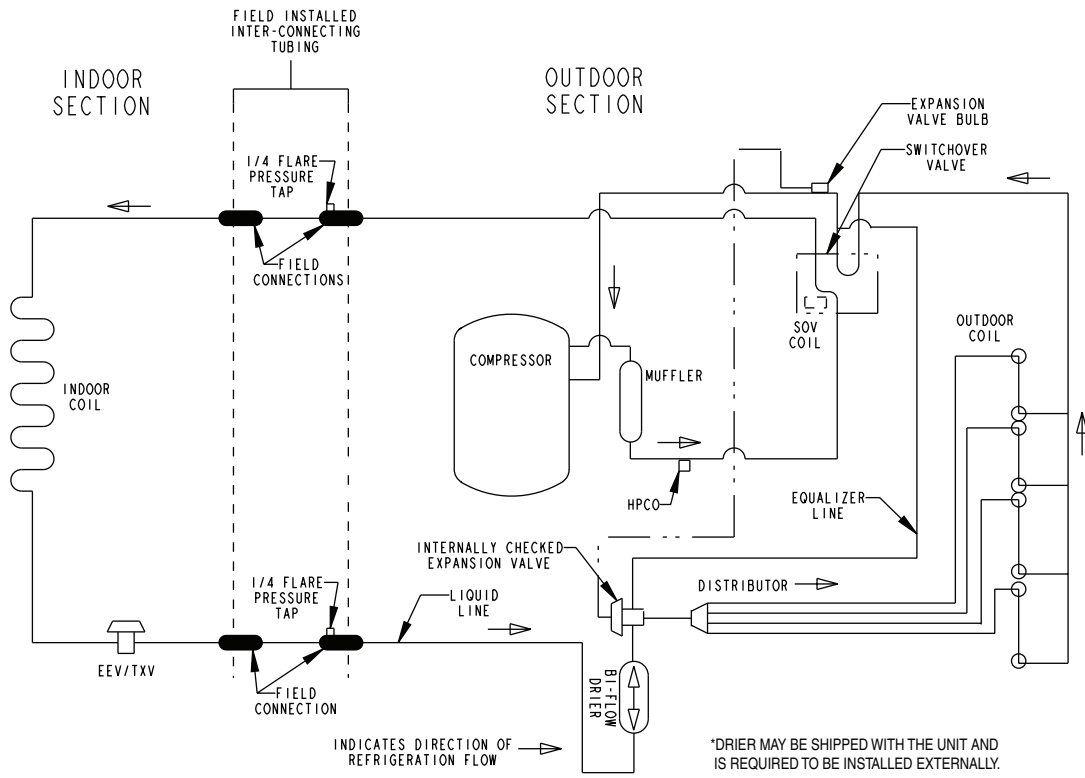 FIELD INSTALLED
INTER-CONNECTING
TUBING
INDOOR
SECTION
OUTDOOR
SECTION
EXPANSION
VALVE BULB
SWITCHOVER
VALVE
1/4 FLARE
PRESSURE
TAP
FIELD
CONNECTIONS
SOV
COIL
OUTDOOR
COIL
COMPRESSOR
MUFFLER
INDOOR
COIL
HPCO
EQUALIZER
LINE
INTERNALLY CHECKED
EXPANSION VALVE
DISTRIBUTOR
1/4 FLARE
PRESSURE
TAP
LIQUID
LINE
EEV/TXV
FIELD
CONNECTION
BI-FLOW
DRIER
INDICATES DIRECTION OF
REFRIGERATION FLOW
*DRIER MAY BE SHIPPED WITH THE UNIT AND
IS REQUIRED TO BE INSTALLED EXTERNALLY.